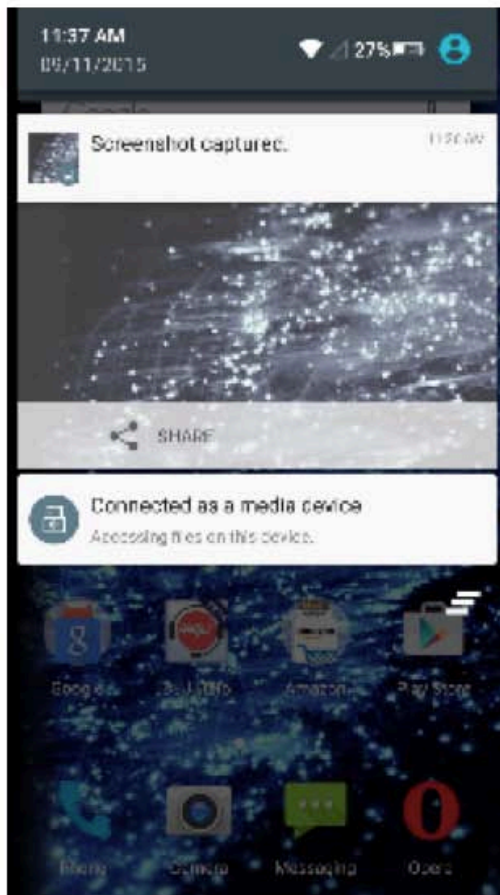 11:37 AM
09/11/2015
27%
Google
Screenshot captured.
SHARE
Connected as a media device
Accessing files on this device.
Google
Amazon
Play Store
Phone
Camera
Messaging
Opera